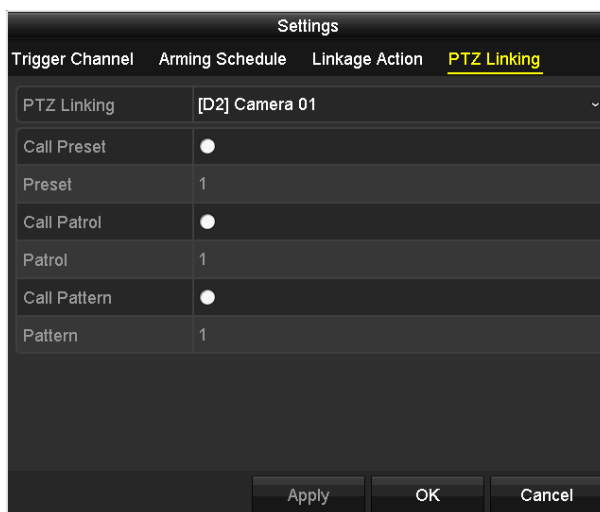 Settings
Trigger Channel Arming Schedule Linkage Action PTZ Linking
PTZ Linking [D2] Camera 01
Call Preset
Preset 1
Call Patrol
Patrol 1
Call Pattern
Pattern 1
Apply OK Cancel